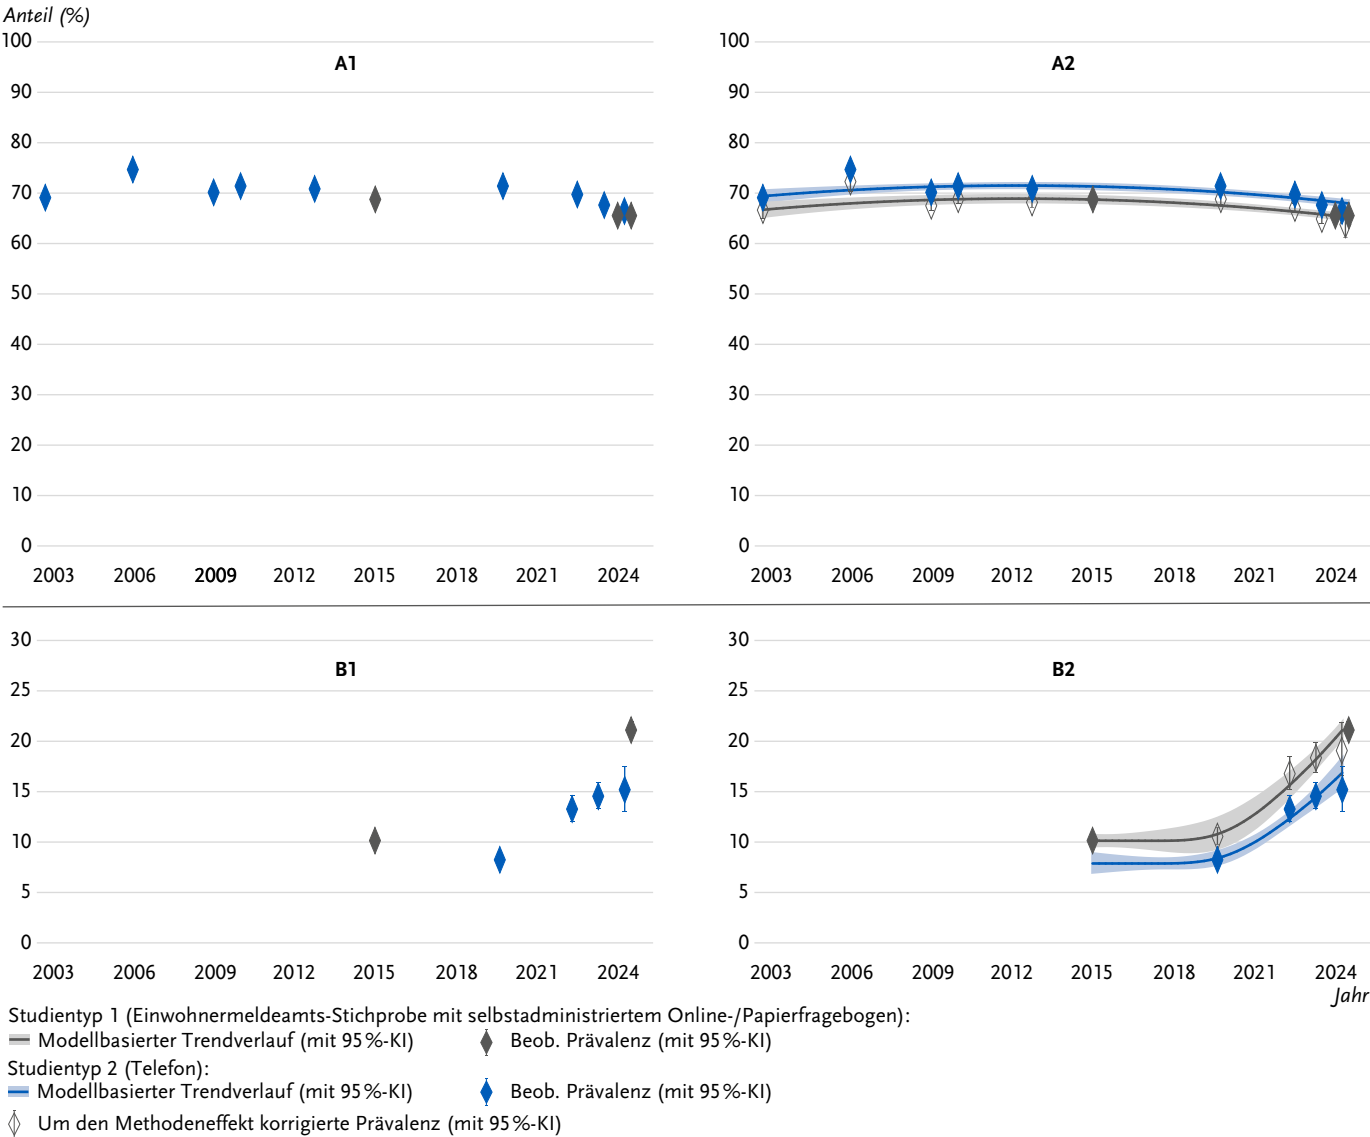 Anteil (%)
A1
100
90
80
70
60
50
40
30
20
10
0
2003 2006 2009 2012 2015 2018 2021 2024
A2
100
90
80
70
60
50
40
30
20
10
0
2003 2006 2009 2012 2015 2018 2021 2024
B1
30
25
20
15
10
5
0
2003 2006 2009 2012 2015 2018 2021 2024
B2
30
25
20
15
10
5
0
2003 2006 2009 2012 2015 2018 2021 2024
Jahr
Studientyp 1 (Einwohnermeldeamts-Stichprobe mit selbstadministriertem Online-/Papierfragebogen):
Modellbasierter Trendverlauf (mit 95 %-KI) Beob. Prävalenz (mit 95 %-KI)
Studientyp 2 (Telefon):
Modellbasierter Trendverlauf (mit 95 %-KI) Beob. Prävalenz (mit 95 %-KI)
Um den Methodeneffekt korrigierte Prävalenz (mit 95 %-KI)